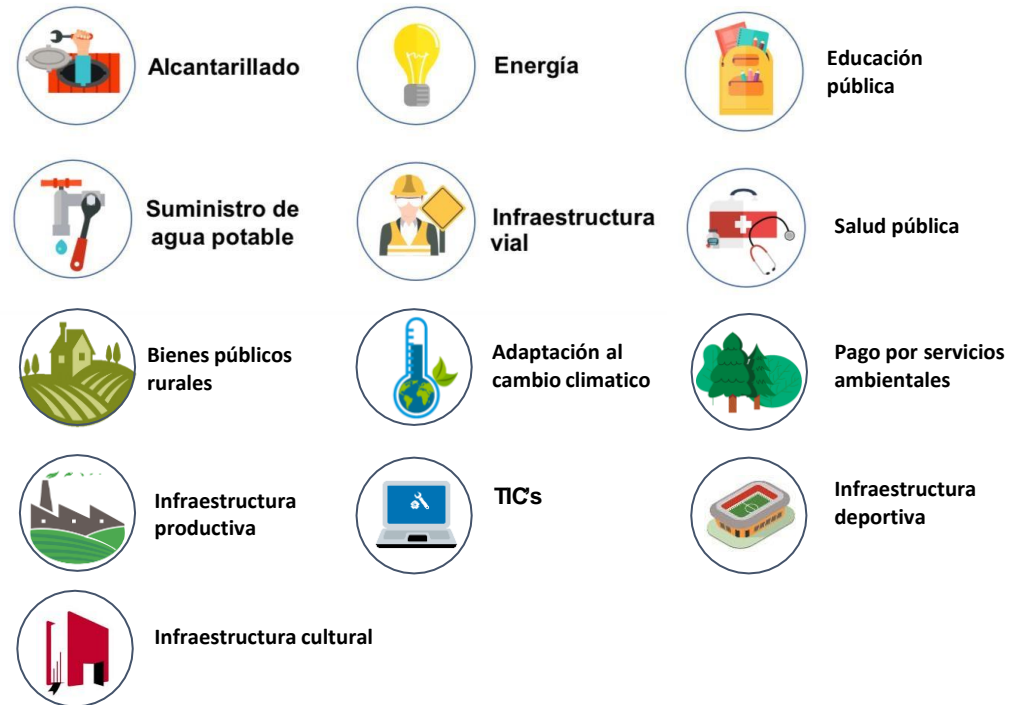 Alcantarillado
Energía
Educación
pública
Suministro de
agua potable
Infraestructura
vial
Salud pública
Bienes públicos
rurales
Adaptación al
cambio climatico
Pago por servicios
ambientales
Infraestructura
productiva
TIC's
Infraestructura
deportiva
Infraestructura cultural